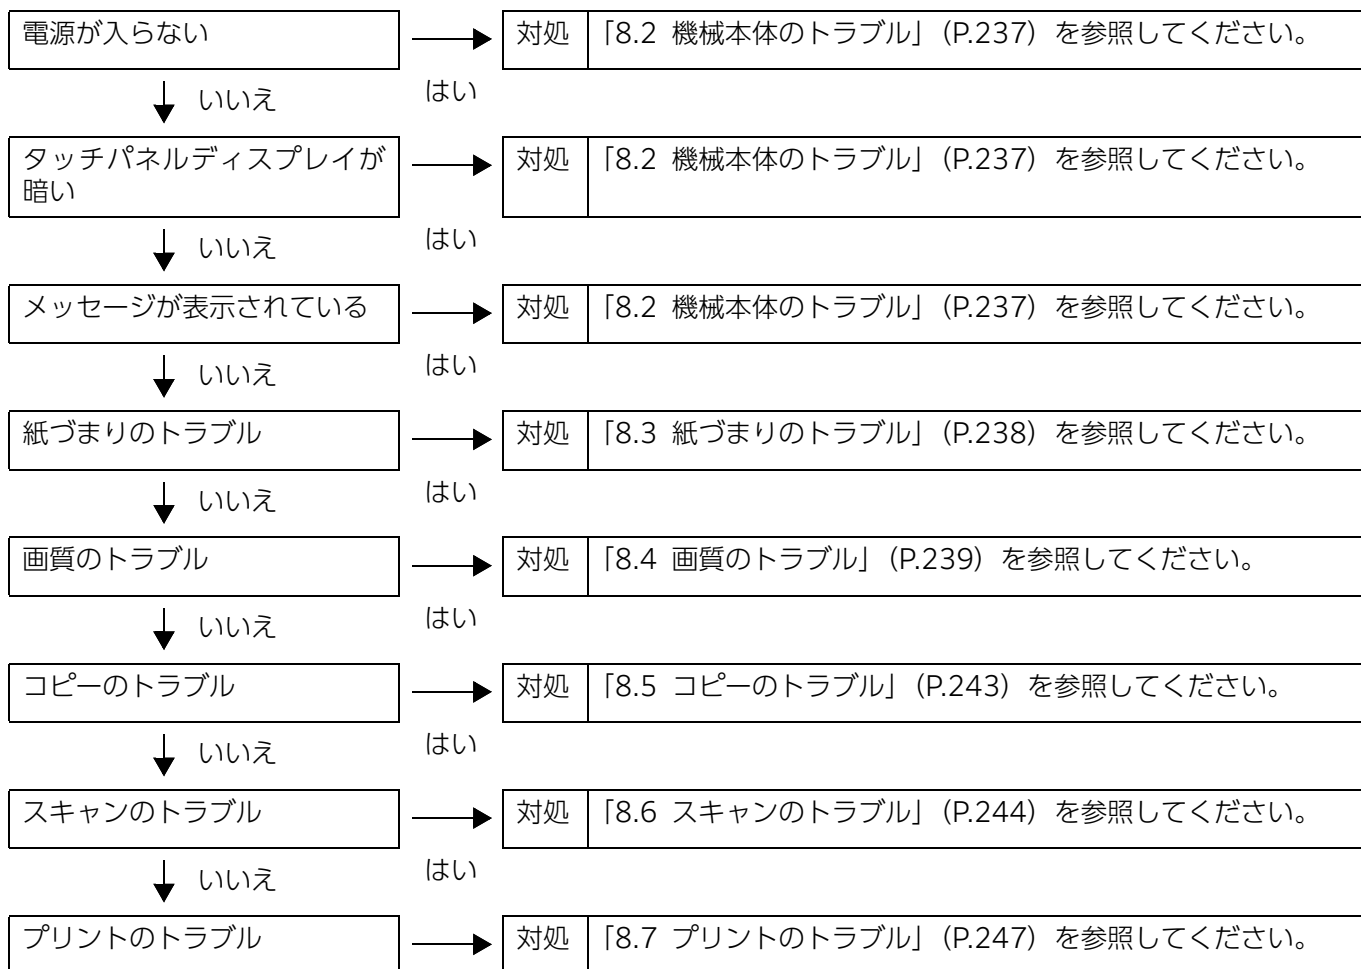 電源が入らない
対処
「8.2 機械本体のトラブル」（P.237）を参照してください。
いいえ
はい
タッチパネルディスプレイが
暗い
対処
「8.2 機械本体のトラブル」（P.237）を参照してください。
いいえ
はい
メッセージが表示されている
対処
「8.2 機械本体のトラブル」（P.237）を参照してください。
いいえ
はい
紙づまりのトラブル
対処
「8.3 紙づまりのトラブル」（P.238）を参照してください。
いいえ
はい
画質のトラブル
対処
「8.4 画質のトラブル」（P.239）を参照してください。
いいえ
はい
コピーのトラブル
対処
「8.5 コピーのトラブル」（P.243）を参照してください。
いいえ
はい
スキャンのトラブル
対処
「8.6 スキャンのトラブル」（P.244）を参照してください。
いいえ
はい
プリントのトラブル
対処
「8.7 プリントのトラブル」（P.247）を参照してください。